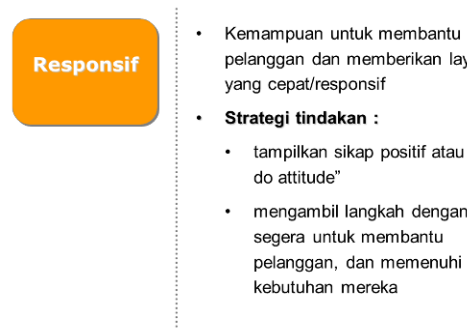 Responsif
• Kemampuan untuk membantu
pelanggan dan memberikan
yang cepat/responsif
• Strategi tindakan :
• tampilkan sikap positif atau
do attitude”
• mengambil langkah dengan
segera untuk membantu
pelanggan, dan memenuhi
kebutuhan mereka